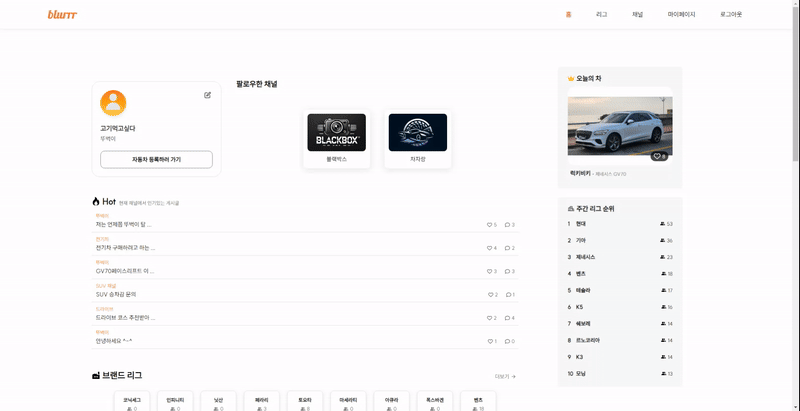 blurrr
홈 리그 채널 마이페이지 로그아웃
고기먹고싶다
뚜벅이
자동차 등록하러 가기
팔로우한 채널
BLACKBOX
블랙박스
차자랑
오늘의 차
8
럭키비키 - 제네시스 GV70
Hot 현재 채널에서 인기있는 게시글
뚜벅이
저는 언제쯤 뚜벅이 탈 ... 5 3
전기차
전기차 구매하려고 하는 ... 4 2
뚜벅이
GV70페이스리프트 이 ... 3 3
SUV 채널
SUV 승차감 문의 2 1
드라이브
드라이브 코스 추천받아 ... 2 4
뚜벅이
안녕하세요 ^-^ 1 0
주간 리그 순위
1 현대 53
2 기아 36
3 제네시스 23
4 벤츠 18
5 테슬라 17
6 K5 16
7 쉐보레 14
8 르노코리아 14
9 K3 14
10 모닝 13
브랜드 리그 더보기 →
코닉세그 인피니티 닛산 페라리 토요타 마세라티 아큐라 폭스바겐 벤츠
0 0 0 3 8 0 0 0 18